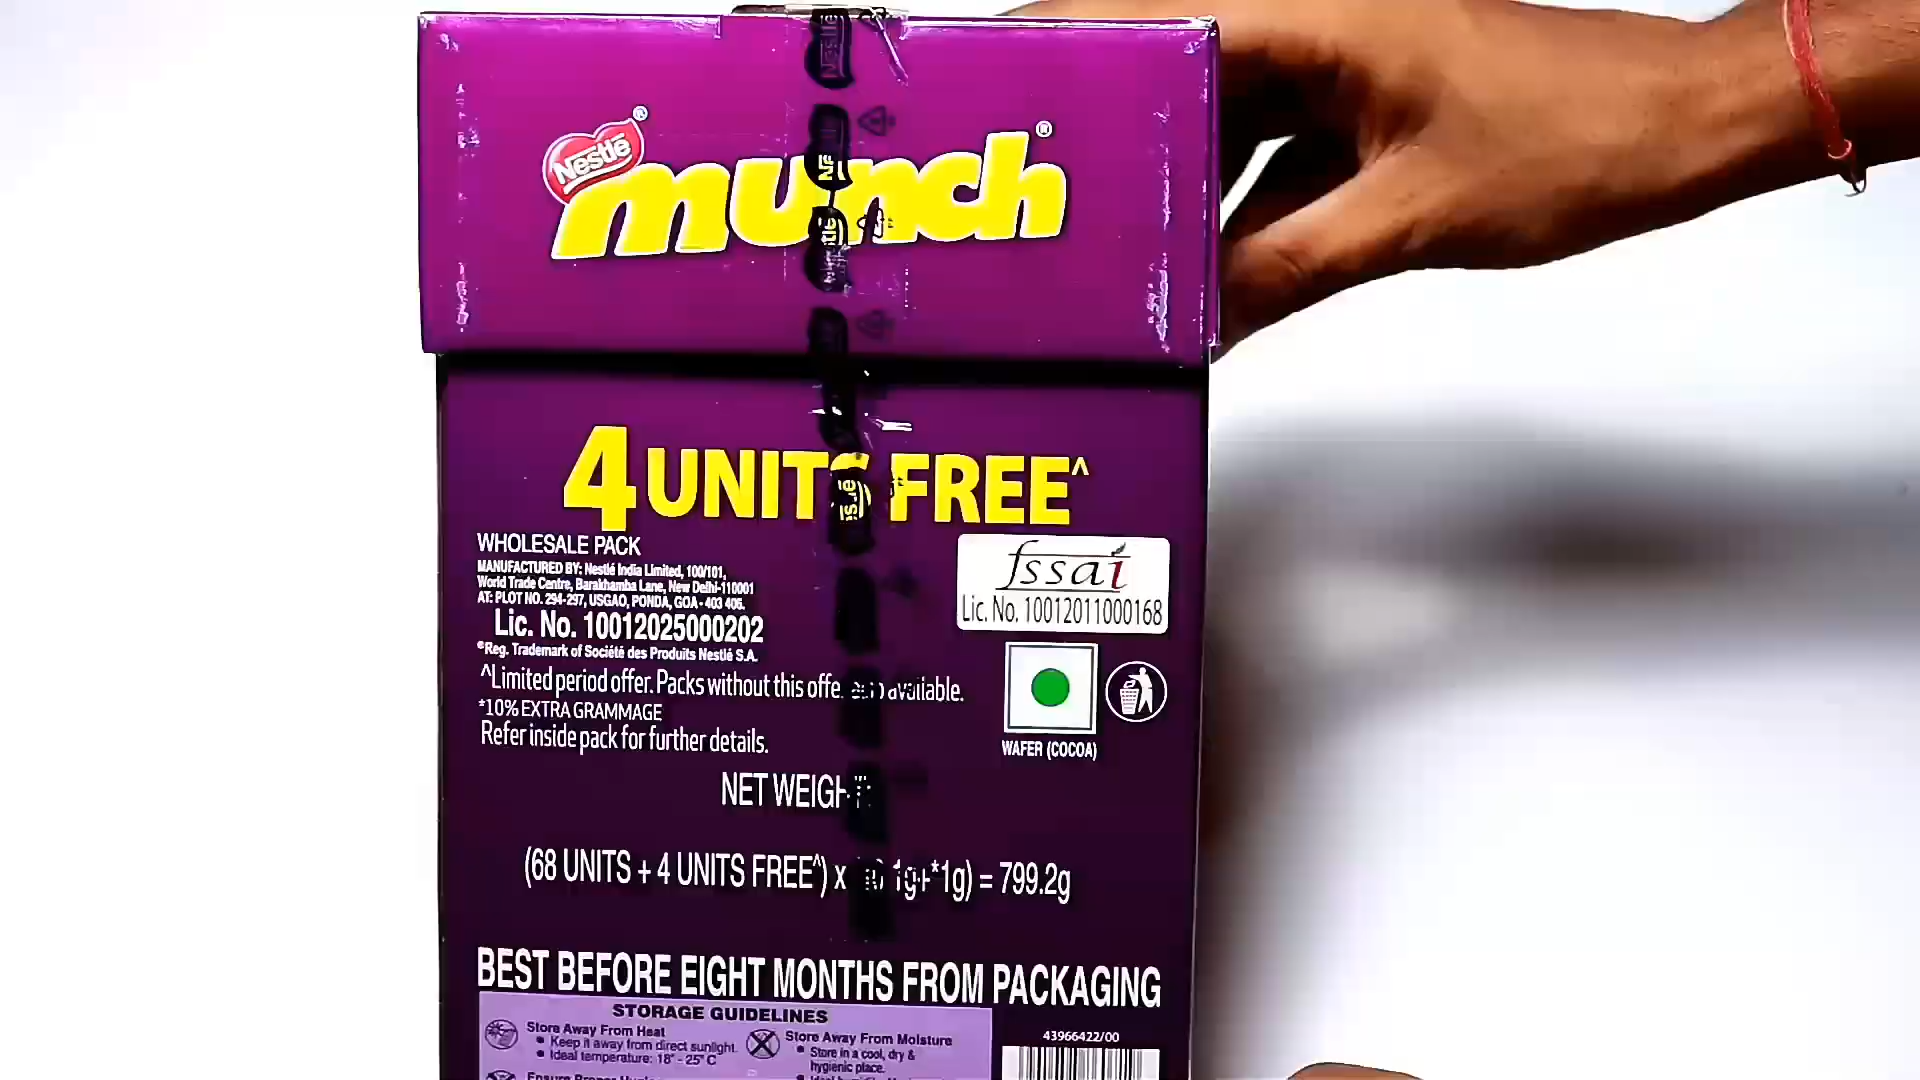 Nestlé®
munch®
4 UNITS FREE^
WHOLESALE PACK
MANUFACTURED BY: Nestlé India Limited, 100/101,
World Trade Centre, Barakhamba Lane, New Delhi-110001
AT: PLOT NO. 294-297, USGAO, PONDA, GOA - 403 406.
Lic. No. 10012025000202
®Reg. Trademark of Société des Produits Nestlé S.A.
^Limited period offer. Packs without this offer also available.
*10% EXTRA GRAMMAGE
Refer inside pack for further details.
fssai
Lic. No. 10012011000168
WAFER (COCOA)
NET WEIGHT:
(68 UNITS + 4 UNITS FREE^) x 1g+*1g) = 799.2g
BEST BEFORE EIGHT MONTHS FROM PACKAGING
STORAGE GUIDELINES
Store Away From Heat
• Keep it away from direct sunlight.
• Ideal temperature: 18° - 25° C
Store Away From Moisture
• Store in a cool, dry &
hygienic place.
43966422/00